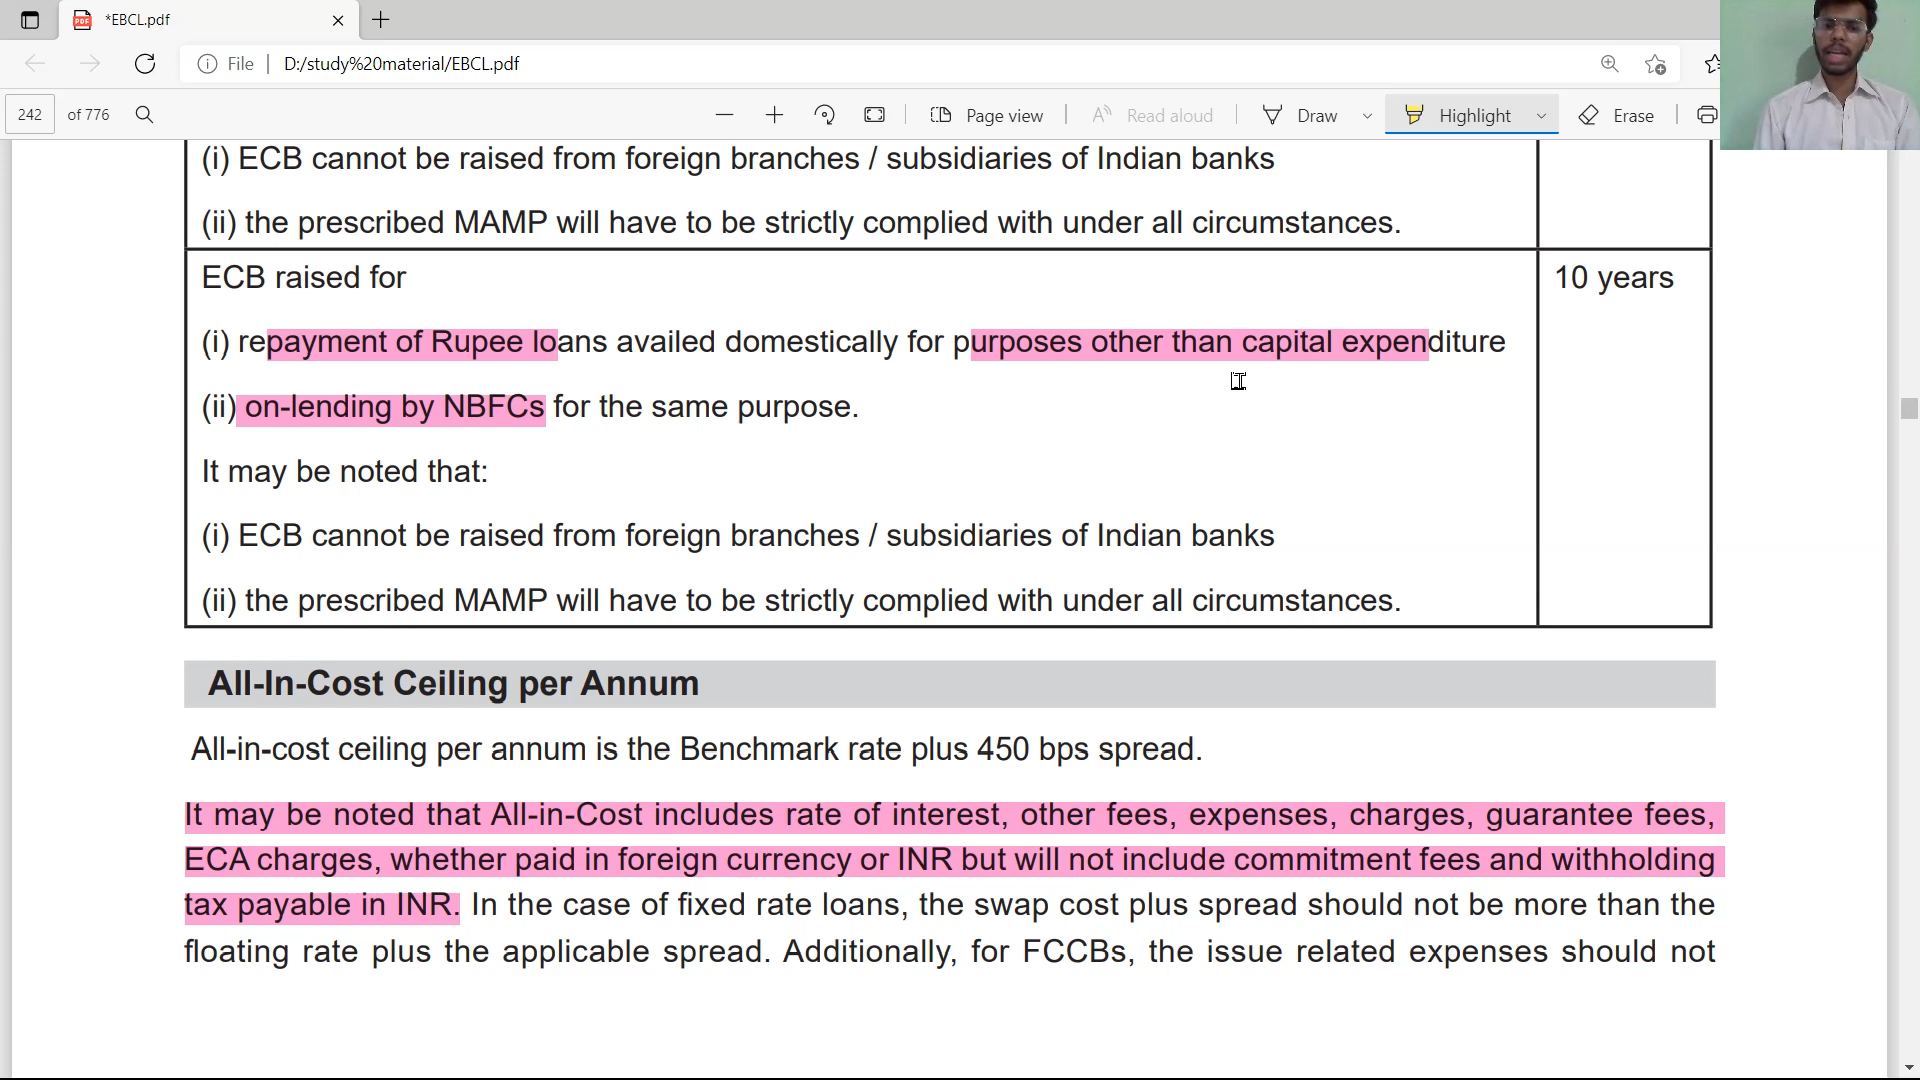 *EBCL.pdf
File
D:/study%20material/EBCL.pdf
242 of 776
Page view
Read aloud
Draw
Highlight
Erase
(i) ECB cannot be raised from foreign branches / subsidiaries of Indian banks
(ii) the prescribed MAMP will have to be strictly complied with under all circumstances.
ECB raised for
10 years
(i) repayment of Rupee loans availed domestically for purposes other than capital expenditure
(ii) on-lending by NBFCs for the same purpose.
It may be noted that:
(i) ECB cannot be raised from foreign branches / subsidiaries of Indian banks
(ii) the prescribed MAMP will have to be strictly complied with under all circumstances.
All-In-Cost Ceiling per Annum
All-in-cost ceiling per annum is the Benchmark rate plus 450 bps spread.
It may be noted that All-in-Cost includes rate of interest, other fees, expenses, charges, guarantee fees,
ECA charges, whether paid in foreign currency or INR but will not include commitment fees and withholding
tax payable in INR. In the case of fixed rate loans, the swap cost plus spread should not be more than the
floating rate plus the applicable spread. Additionally, for FCCBs, the issue related expenses should not